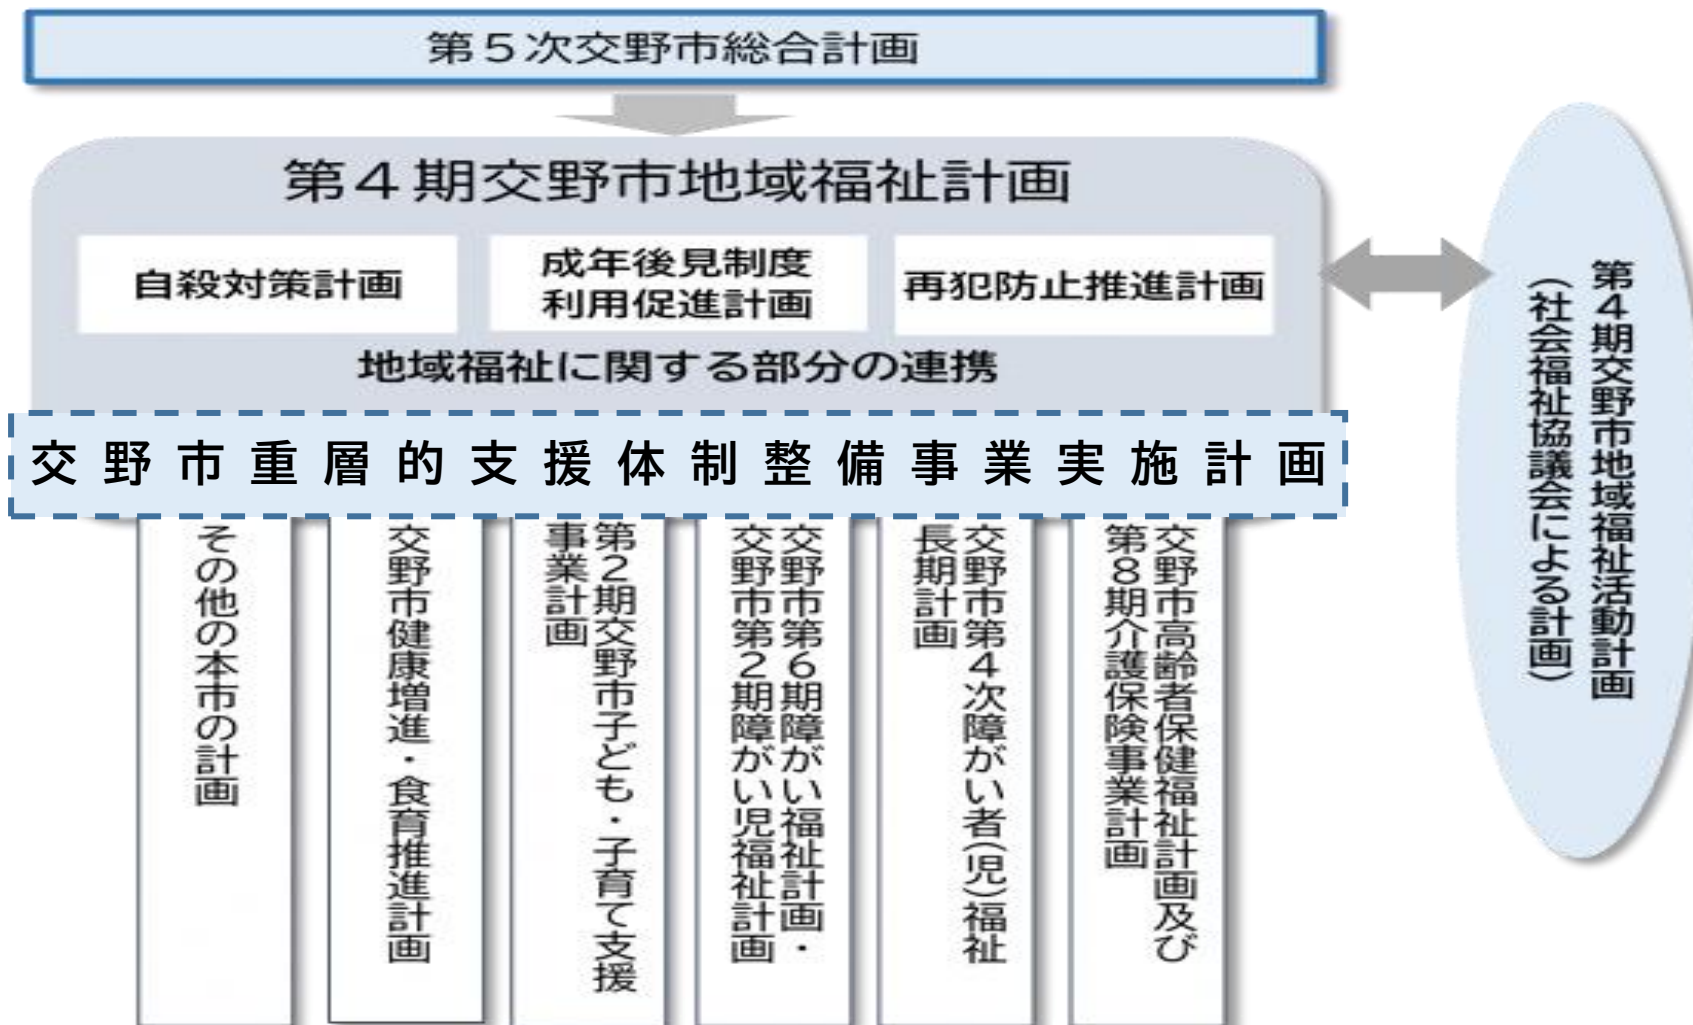 第５次交野市総合計画
第４期交野市地域福祉計画
自殺対策計画
成年後見制度
利用促進計画
再犯防止推進計画
地域福祉に関する部分の連携
交野市重層的支援体制整備事業実施計画
交野市高齢者保健福祉計画及び
第８期介護保険事業計画
交野市第４次障がい者(児)福祉
長期計画
交野市第６期障がい福祉計画・
交野市第２期障がい児福祉計画
第２期交野市子ども・子育て支援
事業計画
交野市健康増進・食育推進計画
その他の本市の計画
第４期交野市地域福祉活動計画
（社会福祉協議会による計画）